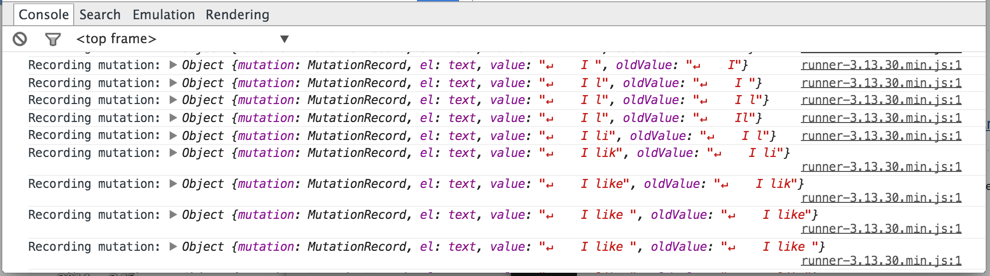 Console Search Emulation Rendering
<top frame> ▼
Recording mutation: ▶ Object {mutation: MutationRecord, el: text, value: "↵    I ", oldValue: "↵    I"} runner-3.13.30.min.js:1
Recording mutation: ▶ Object {mutation: MutationRecord, el: text, value: "↵    I l", oldValue: "↵    I "} runner-3.13.30.min.js:1
Recording mutation: ▶ Object {mutation: MutationRecord, el: text, value: "↵    I l", oldValue: "↵    I l"} runner-3.13.30.min.js:1
Recording mutation: ▶ Object {mutation: MutationRecord, el: text, value: "↵    I l", oldValue: "↵    Il"} runner-3.13.30.min.js:1
Recording mutation: ▶ Object {mutation: MutationRecord, el: text, value: "↵    I li", oldValue: "↵    I l"} runner-3.13.30.min.js:1
Recording mutation: ▶ Object {mutation: MutationRecord, el: text, value: "↵    I lik", oldValue: "↵    I li"}
runner-3.13.30.min.js:1
Recording mutation: ▶ Object {mutation: MutationRecord, el: text, value: "↵    I like", oldValue: "↵    I lik"}
runner-3.13.30.min.js:1
Recording mutation: ▶ Object {mutation: MutationRecord, el: text, value: "↵    I like ", oldValue: "↵    I like"}
runner-3.13.30.min.js:1
Recording mutation: ▶ Object {mutation: MutationRecord, el: text, value: "↵    I like ", oldValue: "↵    I like "}
runner-3.13.30.min.js:1